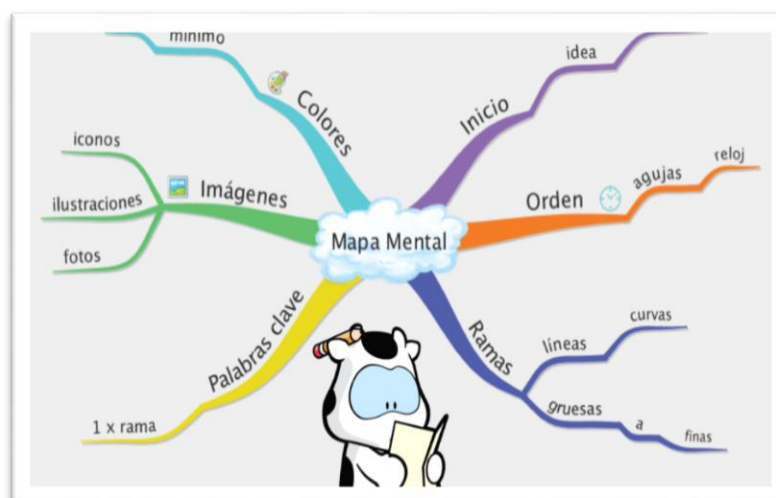 mínimo
Colores
idea
Inicio
iconos
Imágenes
ilustraciones
fotos
Orden
agujas
reloj
Mapa Mental
Palabras clave
1 x rama
Ramas
líneas
curvas
gruesas
a
finas